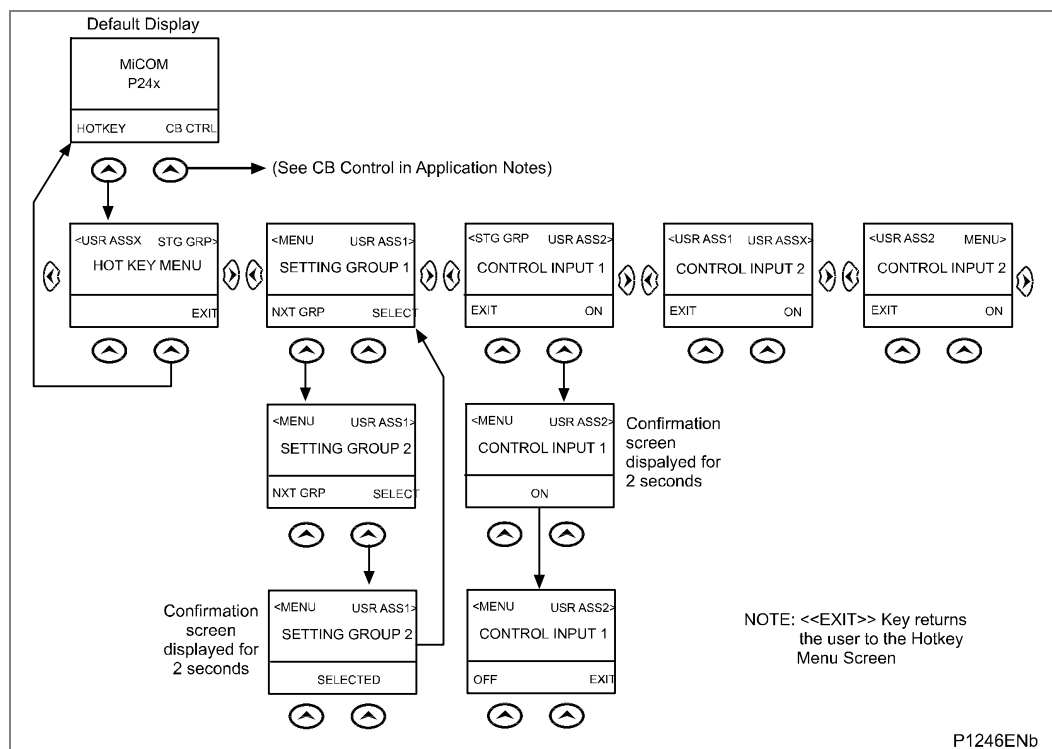 Default Display
MiCOM
P24x
HOTKEY CB CTRL
(See CB Control in Application Notes)
<USR ASSX STG GRP>
HOT KEY MENU
EXIT
<MENU USR ASS1>
SETTING GROUP 1
NXT GRP SELECT
<STG GRP USR ASS2>
CONTROL INPUT 1
EXIT ON
<USR ASS1 USR ASSX>
CONTROL INPUT 2
EXIT ON
<USR ASS2 MENU>
CONTROL INPUT 2
EXIT ON
<MENU USR ASS1>
SETTING GROUP 2
NXT GRP SELECT
<MENU USR ASS2>
CONTROL INPUT 1
ON
Confirmation
screen
dispalyed for
2 seconds
Confirmation
screen
displayed for
2 seconds
<MENU USR ASS1>
SETTING GROUP 2
SELECTED
<MENU USR ASS2>
CONTROL INPUT 1
OFF EXIT
NOTE: <<EXIT>> Key returns
the user to the Hotkey
Menu Screen
P1246ENb